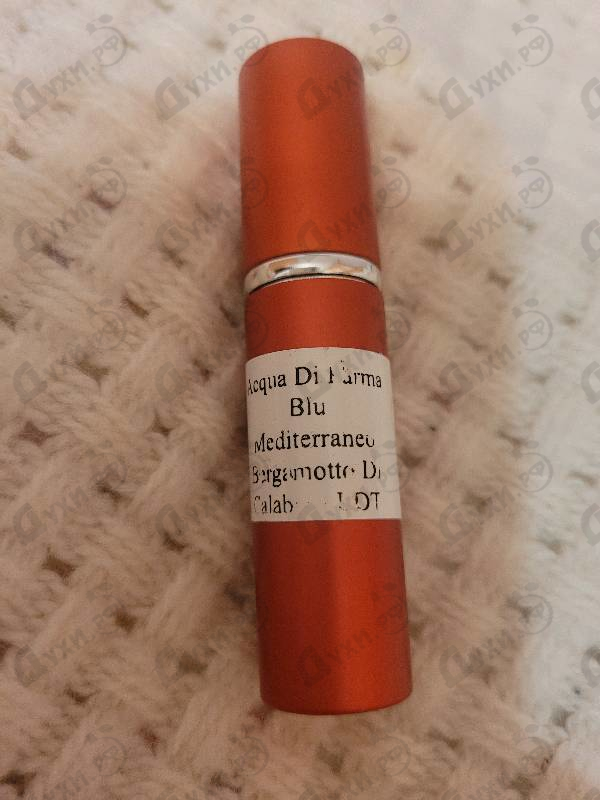 Acqua Di Parma
Blu
Mediterraneo
Bergamotto Di
Духи.рф